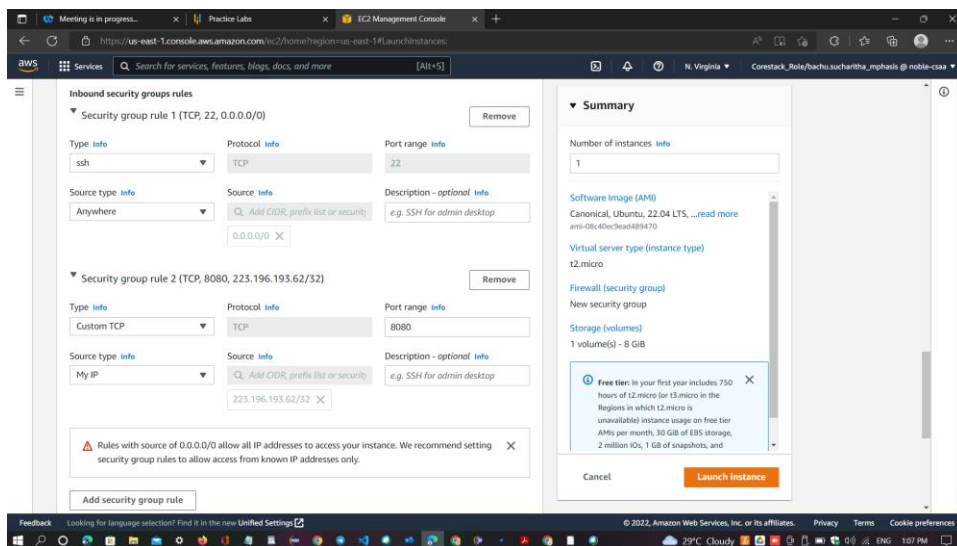 Meeting is in progress...
Practice Labs
EC2 Management Console
https://us-east-1.console.aws.amazon.com/ec2/home?region=us-east-1#LaunchInstances:
aws
Services
Search for services, features, blogs, docs, and more
[Alt+S]
N. Virginia
Corestack_Role/bachu.sucharitha_mphasis @ noble-csaa
Inbound security groups rules
Security group rule 1 (TCP, 22, 0.0.0.0/0)
Remove
Type Info
Protocol Info
Port range Info
ssh
TCP
22
Source type Info
Source Info
Description - optional Info
Anywhere
Add CIDR, prefix list or security
e.g. SSH for admin desktop
0.0.0.0/0
Security group rule 2 (TCP, 8080, 223.196.193.62/32)
Remove
Type Info
Protocol Info
Port range Info
Custom TCP
TCP
8080
Source type Info
Source Info
Description - optional Info
My IP
Add CIDR, prefix list or security
e.g. SSH for admin desktop
223.196.193.62/32
Rules with source of 0.0.0.0/0 allow all IP addresses to access your instance. We recommend setting
security group rules to allow access from known IP addresses only.
Add security group rule
Summary
Number of instances Info
1
Software Image (AMI)
Canonical, Ubuntu, 22.04 LTS, ...read more
ami-08c40ec9ead489470
Virtual server type (instance type)
t2.micro
Firewall (security group)
New security group
Storage (volumes)
1 volume(s) - 8 GiB
Free tier: In your first year includes 750
hours of t2.micro (or t3.micro in the
Regions in which t2.micro is
unavailable) instance usage on free tier
AMIs per month, 30 GiB of EBS storage,
2 million IOs, 1 GB of snapshots, and
Cancel
Launch instance
Feedback
Looking for language selection? Find it in the new Unified Settings
© 2022, Amazon Web Services, Inc. or its affiliates.
Privacy
Terms
Cookie preferences
29°C Cloudy
ENG
1:07 PM